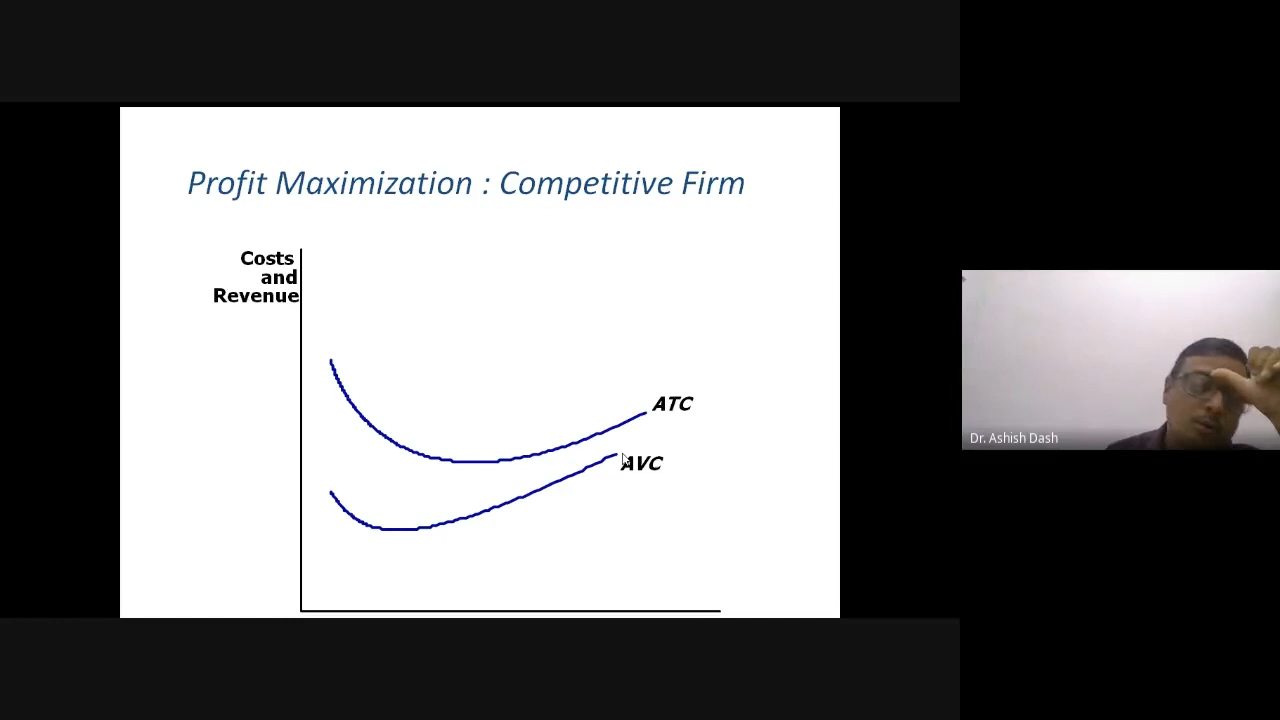 Profit Maximization : Competitive Firm
Costs
and
Revenue
ATC
AVC
Dr. Ashish Dash